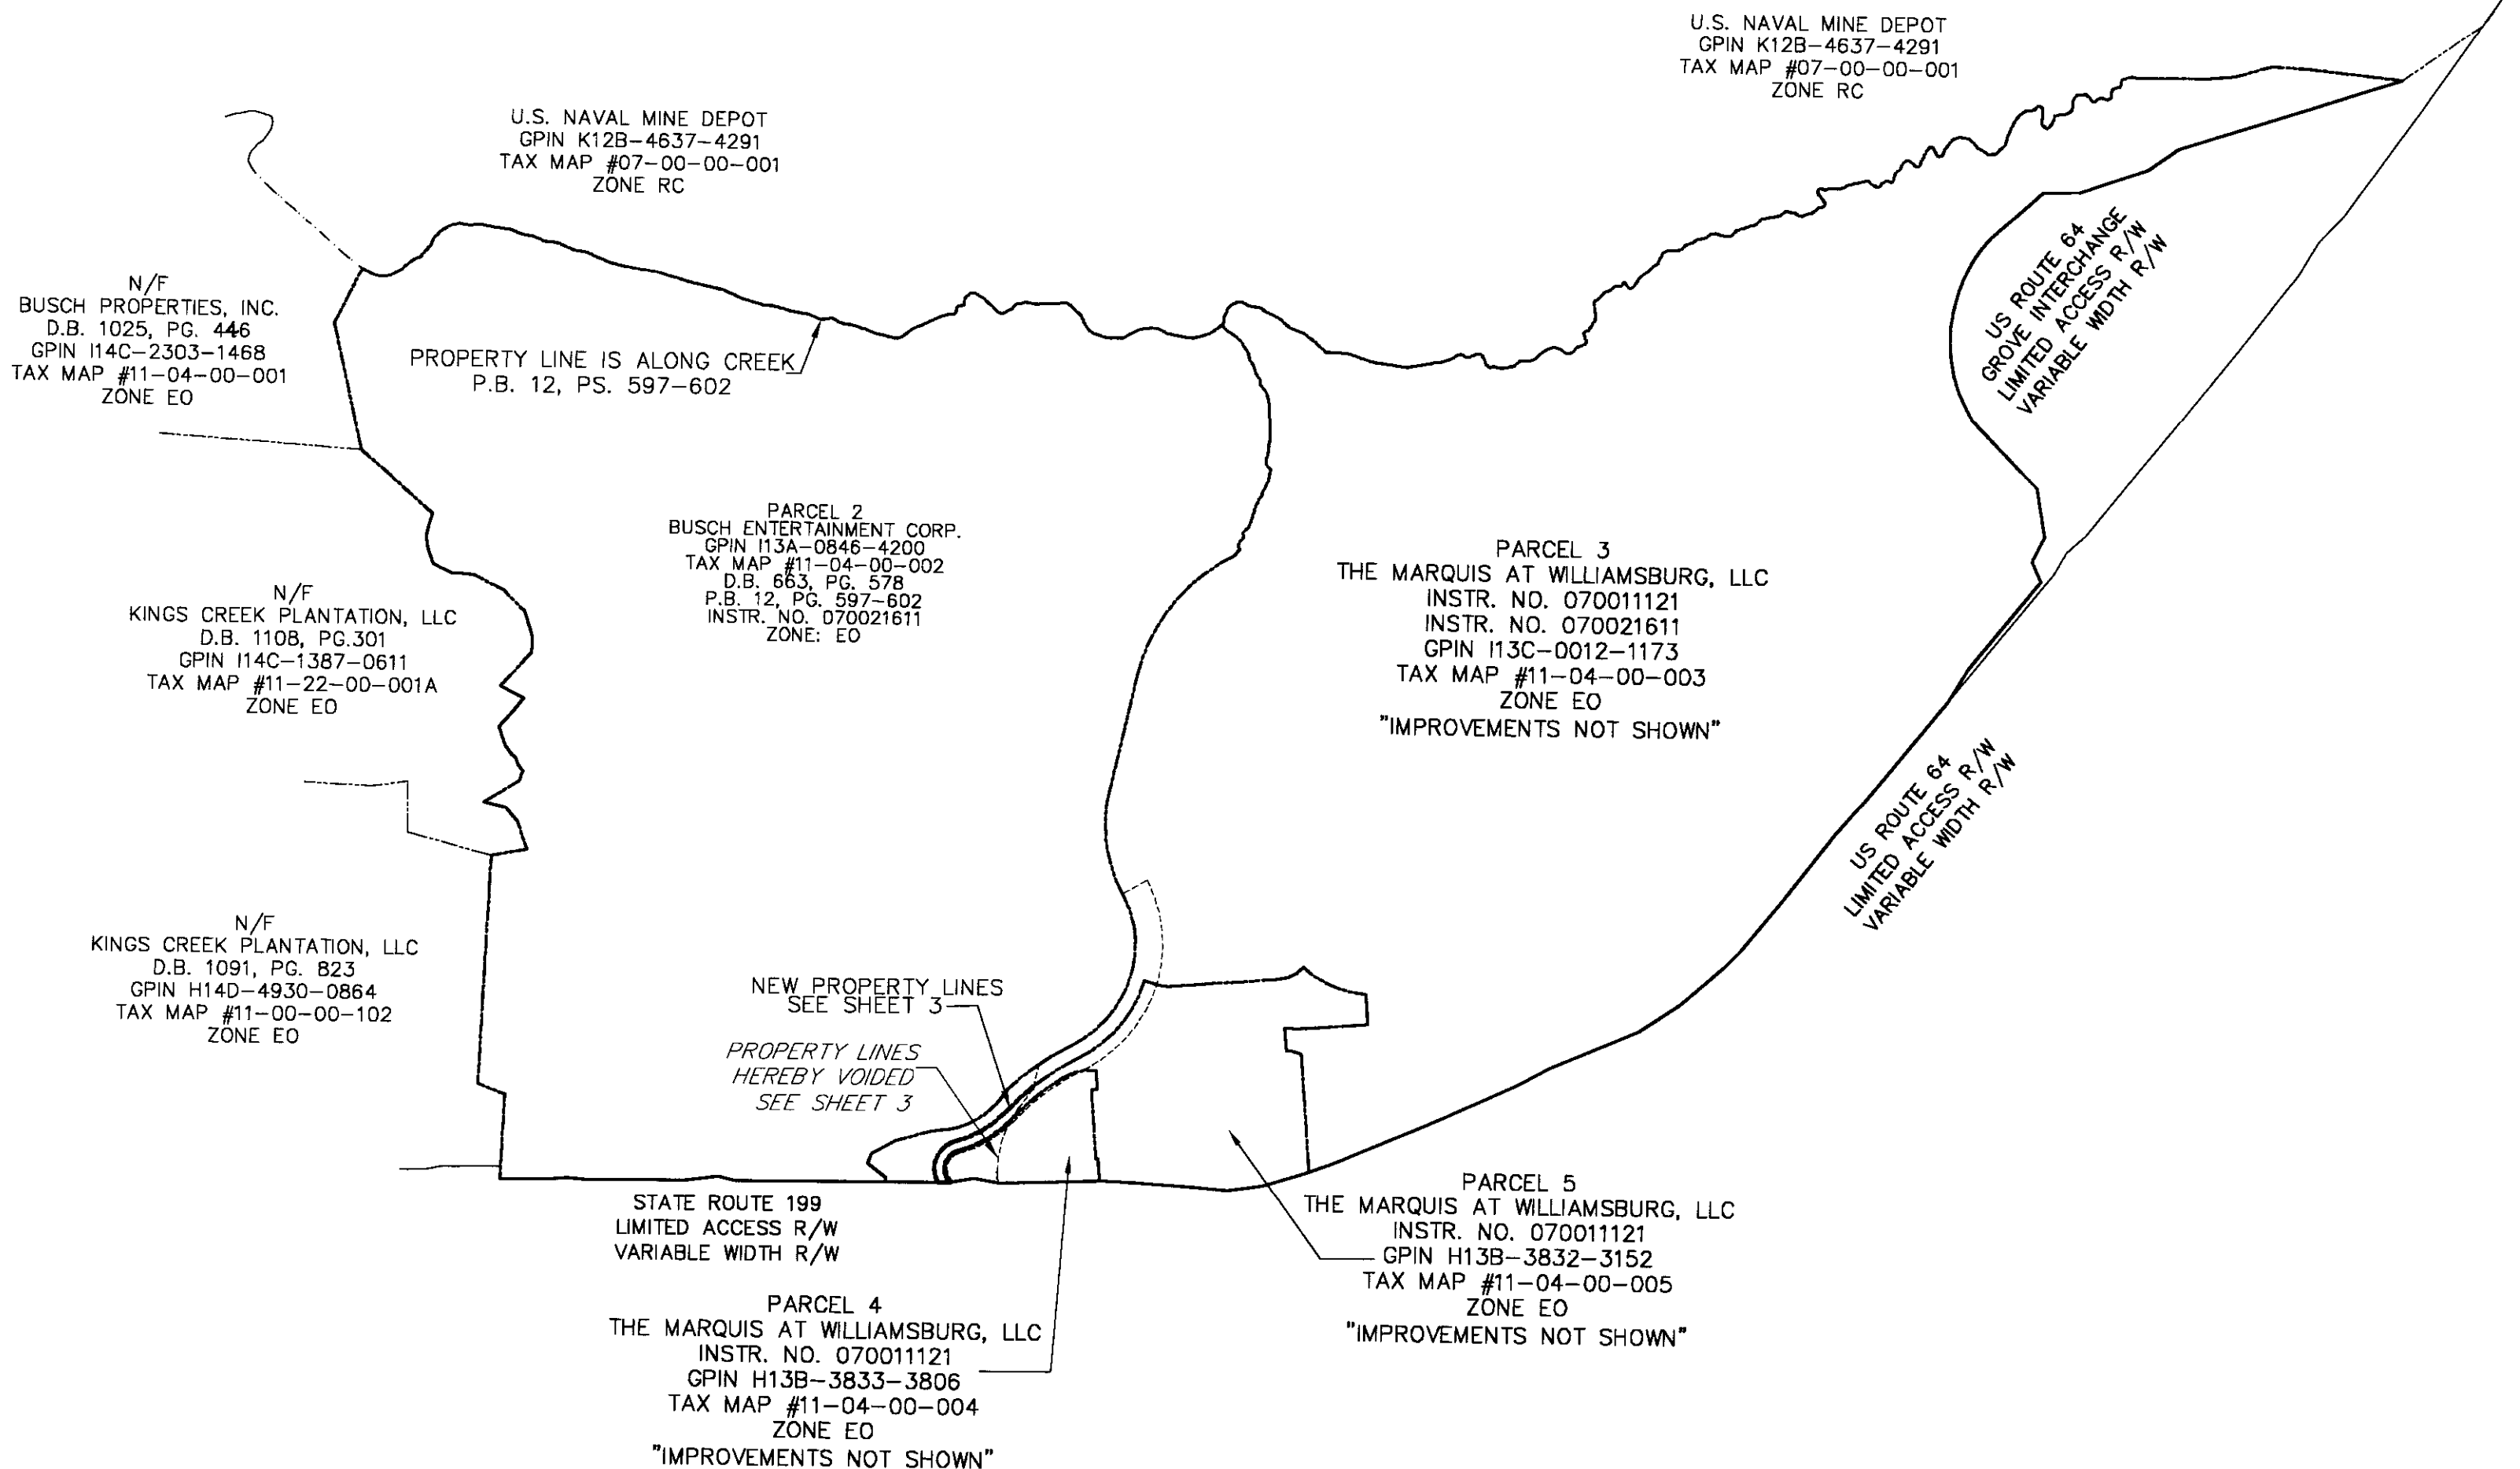 U.S. NAVAL MINE DEPOT
GPIN K12B-4637-4291
TAX MAP #07-00-00-001
ZONE RC
U.S. NAVAL MINE DEPOT
GPIN K12B-4637-4291
TAX MAP #07-00-00-001
ZONE RC
N/F
BUSCH PROPERTIES, INC.
D.B. 1025, PG. 446
GPIN I14C-2303-1468
TAX MAP #11-04-00-001
ZONE EO
PROPERTY LINE IS ALONG CREEK
P.B. 12, PS. 597-602
US ROUTE 64
GROVE INTERCHANGE
LIMITED ACCESS R/W
VARIABLE WIDTH R/W
PARCEL 2
BUSCH ENTERTAINMENT CORP.
GPIN I13A-0846-4200
TAX MAP #11-04-00-002
D.B. 663, PG. 578
P.B. 12, PG. 597-602
INSTR. NO. 070021611
ZONE: EO
PARCEL 3
THE MARQUIS AT WILLIAMSBURG, LLC
INSTR. NO. 070011121
INSTR. NO. 070021611
GPIN I13C-0012-1173
TAX MAP #11-04-00-003
ZONE EO
"IMPROVEMENTS NOT SHOWN"
N/F
KINGS CREEK PLANTATION, LLC
D.B. 1108, PG.301
GPIN I14C-1387-0611
TAX MAP #11-22-00-001A
ZONE EO
US ROUTE 64
LIMITED ACCESS R/W
VARIABLE WIDTH R/W
N/F
KINGS CREEK PLANTATION, LLC
D.B. 1091, PG. 823
GPIN H14D-4930-0864
TAX MAP #11-00-00-102
ZONE EO
NEW PROPERTY LINES
SEE SHEET 3
PROPERTY LINES
HEREBY VOIDED
SEE SHEET 3
STATE ROUTE 199
LIMITED ACCESS R/W
VARIABLE WIDTH R/W
PARCEL 5
THE MARQUIS AT WILLIAMSBURG, LLC
INSTR. NO. 070011121
GPIN H13B-3832-3152
TAX MAP #11-04-00-005
ZONE EO
"IMPROVEMENTS NOT SHOWN"
PARCEL 4
THE MARQUIS AT WILLIAMSBURG, LLC
INSTR. NO. 070011121
GPIN H13B-3833-3806
TAX MAP #11-04-00-004
ZONE EO
"IMPROVEMENTS NOT SHOWN"